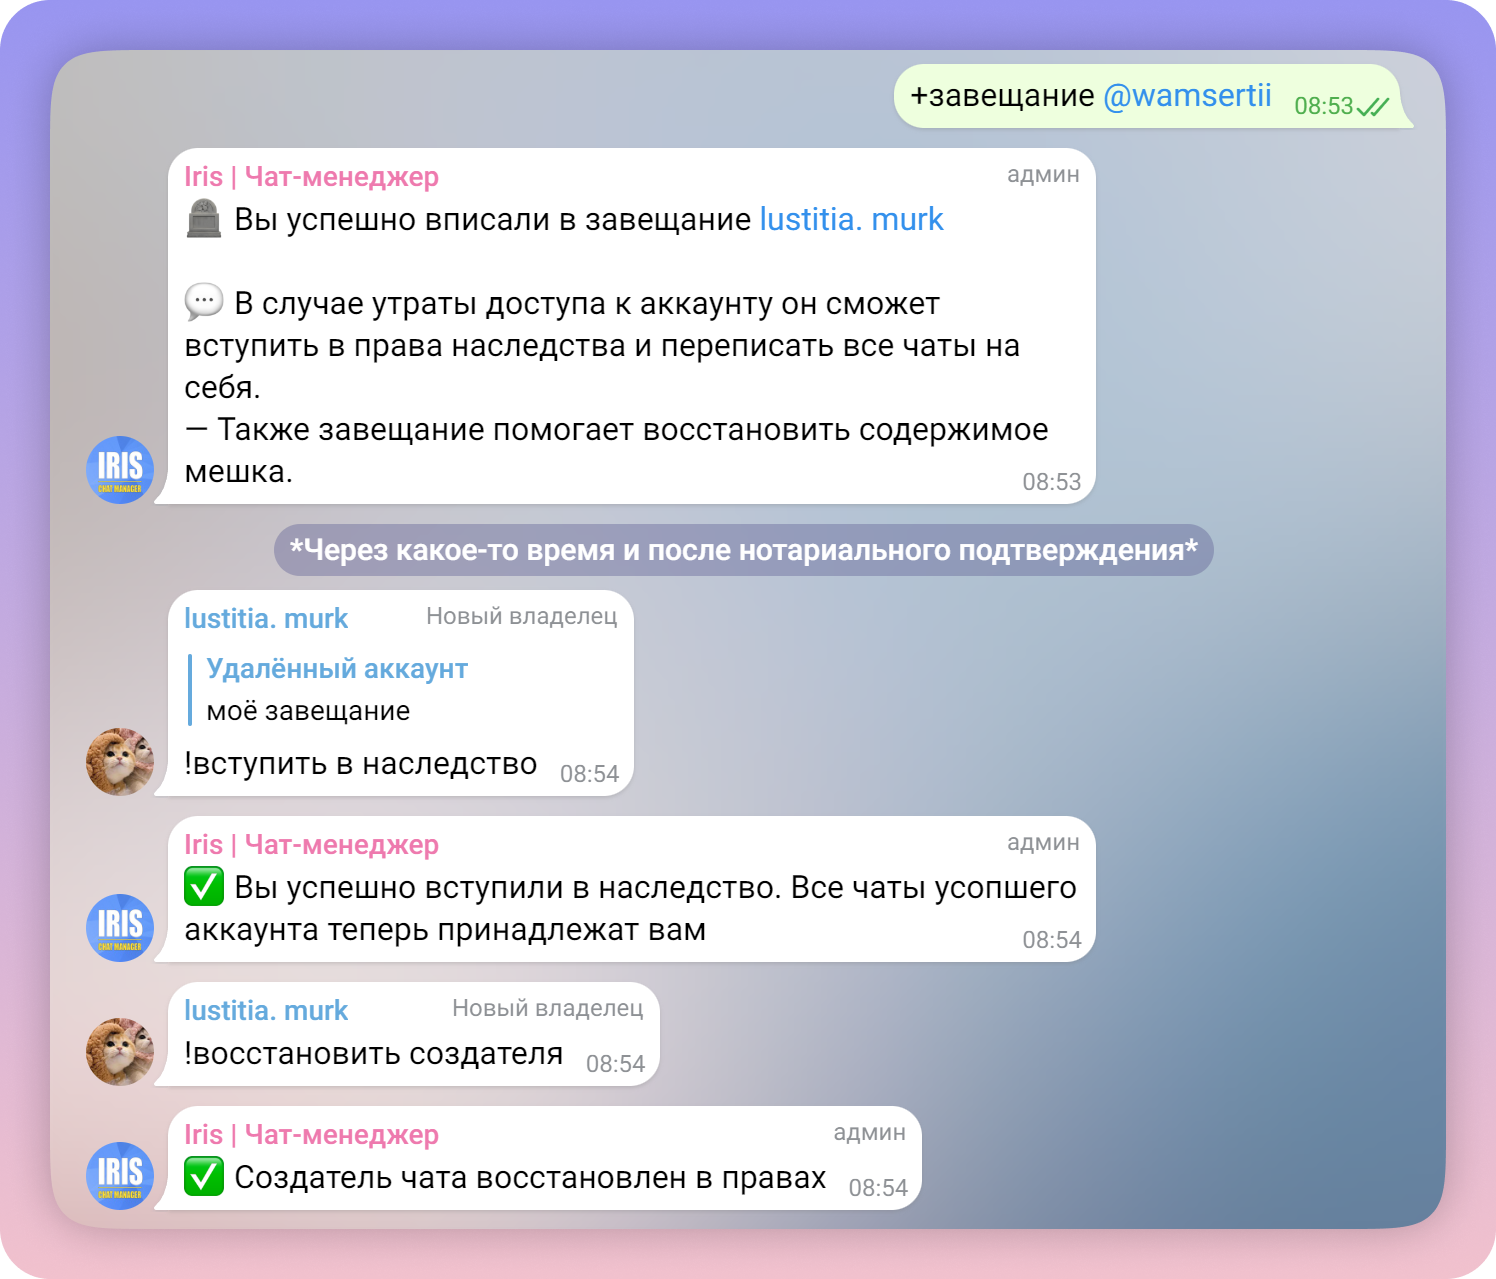 +завещание @wamsertii 08:53
Iris | Чат-менеджер админ
Вы успешно вписали в завещание lustitia. murk
В случае утраты доступа к аккаунту он сможет
вступить в права наследства и переписать все чаты на
себя.
— Также завещание помогает восстановить содержимое
мешка. 08:53
IRIS
CHAT MANAGER
*Через какое-то время и после нотариального подтверждения*
lustitia. murk Новый владелец
Удалённый аккаунт
моё завещание
!вступить в наследство 08:54
Iris | Чат-менеджер админ
Вы успешно вступили в наследство. Все чаты усопшего
аккаунта теперь принадлежат вам 08:54
IRIS
CHAT MANAGER
lustitia. murk Новый владелец
!восстановить создателя 08:54
Iris | Чат-менеджер админ
Создатель чата восстановлен в правах 08:54
IRIS
CHAT MANAGER